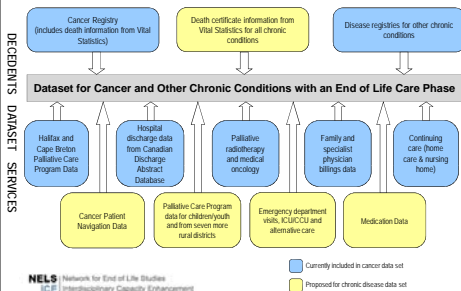 Cancer Registry
(includes death information from Vital
Statistics)
Death certificate information from
Vital Statistics for all chronic
conditions
Disease registries for other chronic
conditions
DECEDENTS DATASET SERVICES
Dataset for Cancer and Other Chronic Conditions with an End of Life Care Phase
Halifax and
Cape Breton
Palliative Care
Program Data
Hospital
discharge data
from Canadian
Discharge
Abstract
Database
Palliative
radiotherapy
and medical
oncology
Family and
specialist
physician
billings data
Continuing
care (home
care & nursing
home)
Cancer Patient
Navigation Data
Palliative Care Program
data for children/youth
and from seven more
rural districts
Emergency department
visits, ICU/CCU and
alternative care
Medication Data
NELS Network for End of Life Studies
ICE Interdisciplinary Capacity Enhancement
Currently included in cancer data set
Proposed for chronic disease data set